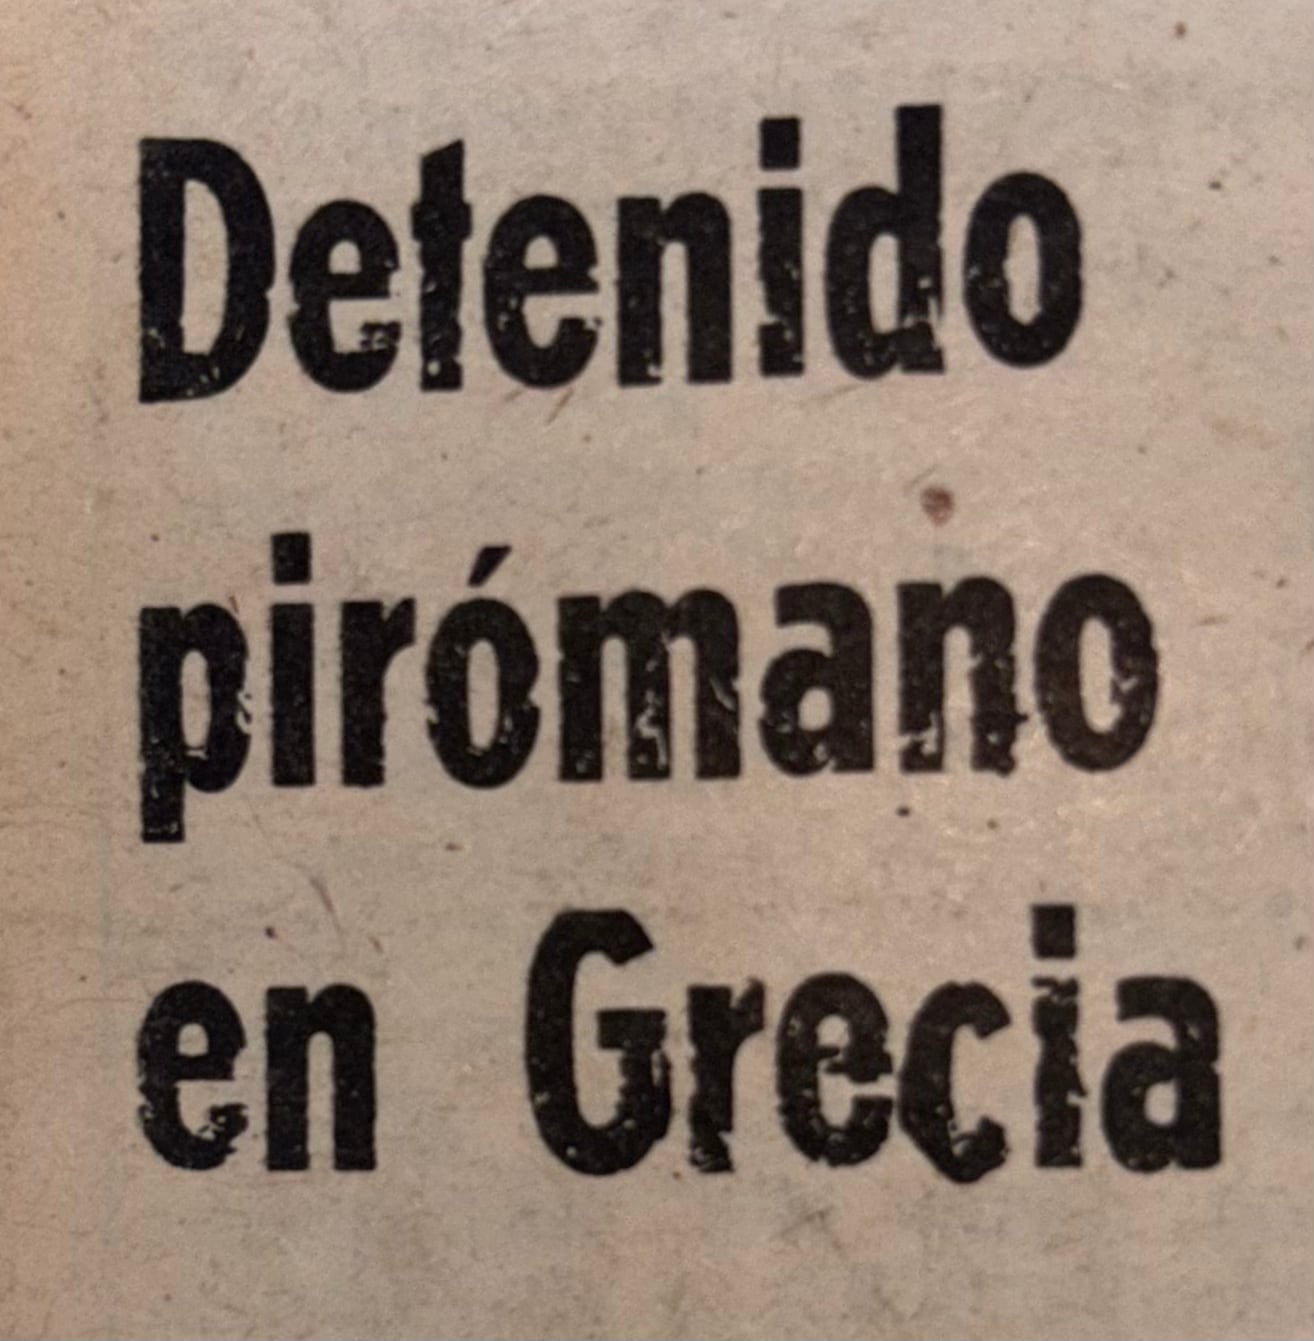 Detenido
pirómano
en Grecia